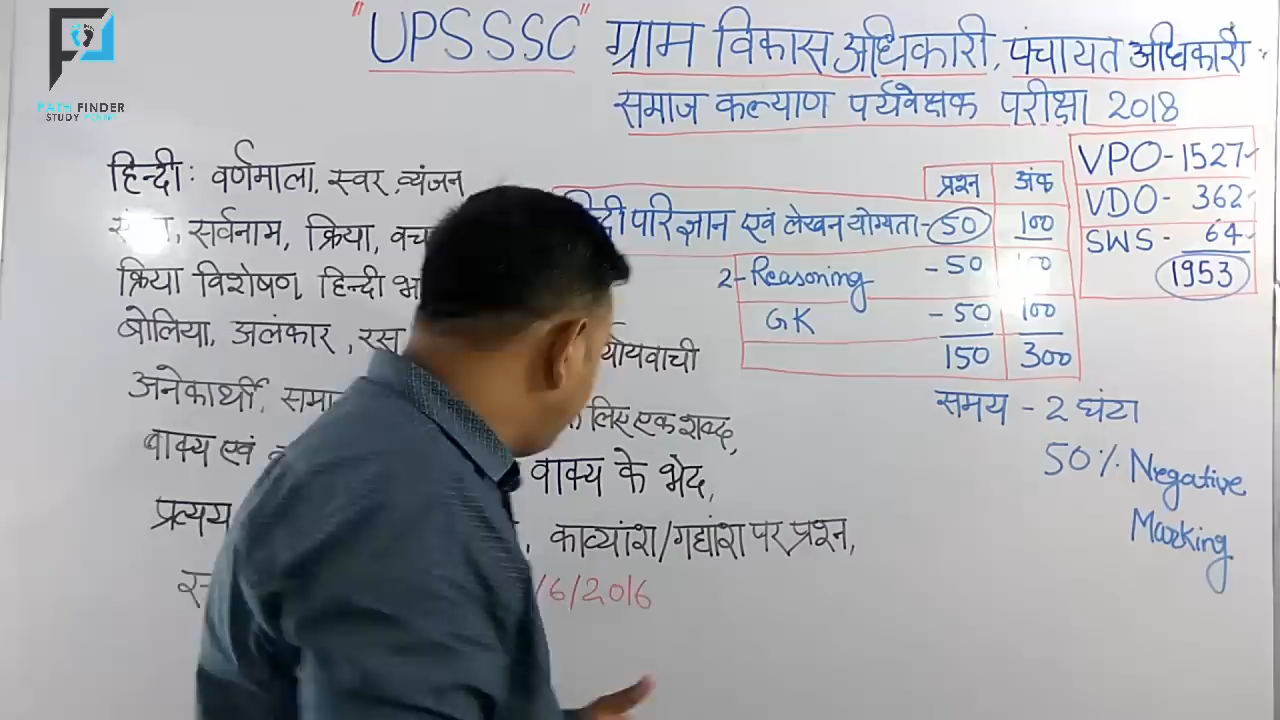 "UPSSSC" ग्राम विकास अधिकारी, पंचायत अधिकारी
समाज कल्याण पर्यवेक्षक परीक्षा 2018
PATH FINDER
STUDY POINT
VPO-1527
VDO- 362
SWS- 64
1953
प्रश्न अंक
परिज्ञान एवं लेखन योग्यता- 50 100
2- Reasoning - 50
GK - 50 100
150 300
समय - 2 घंटा
50% Negative
Marking
हिन्दी: वर्णमाला, स्वर, व्यंजन
सर्वनाम, क्रिया,
क्रिया विशेषण, हिन्दी
बोलिया, अलंकार, रस
अनेकार्थी, लिए एक शब्द,
वाक्य एवं वाक्य के भेद,
प्रत्यय काव्यांश/गद्यांश पर प्रश्न,
/6/2016